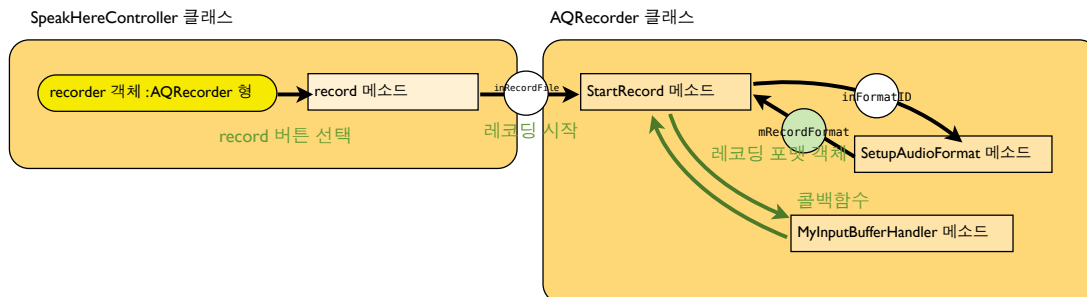 SpeakHereController 클래스
AQRecorder 클래스
recorder 객체 :AQRecorder 형
record 메소드
inRecordFile
StartRecord 메소드
inFormatID
record 버튼 선택
레코딩 시작
mRecordFormat
레코딩 포맷 객체
SetupAudioFormat 메소드
콜백함수
MyInputBufferHandler 메소드